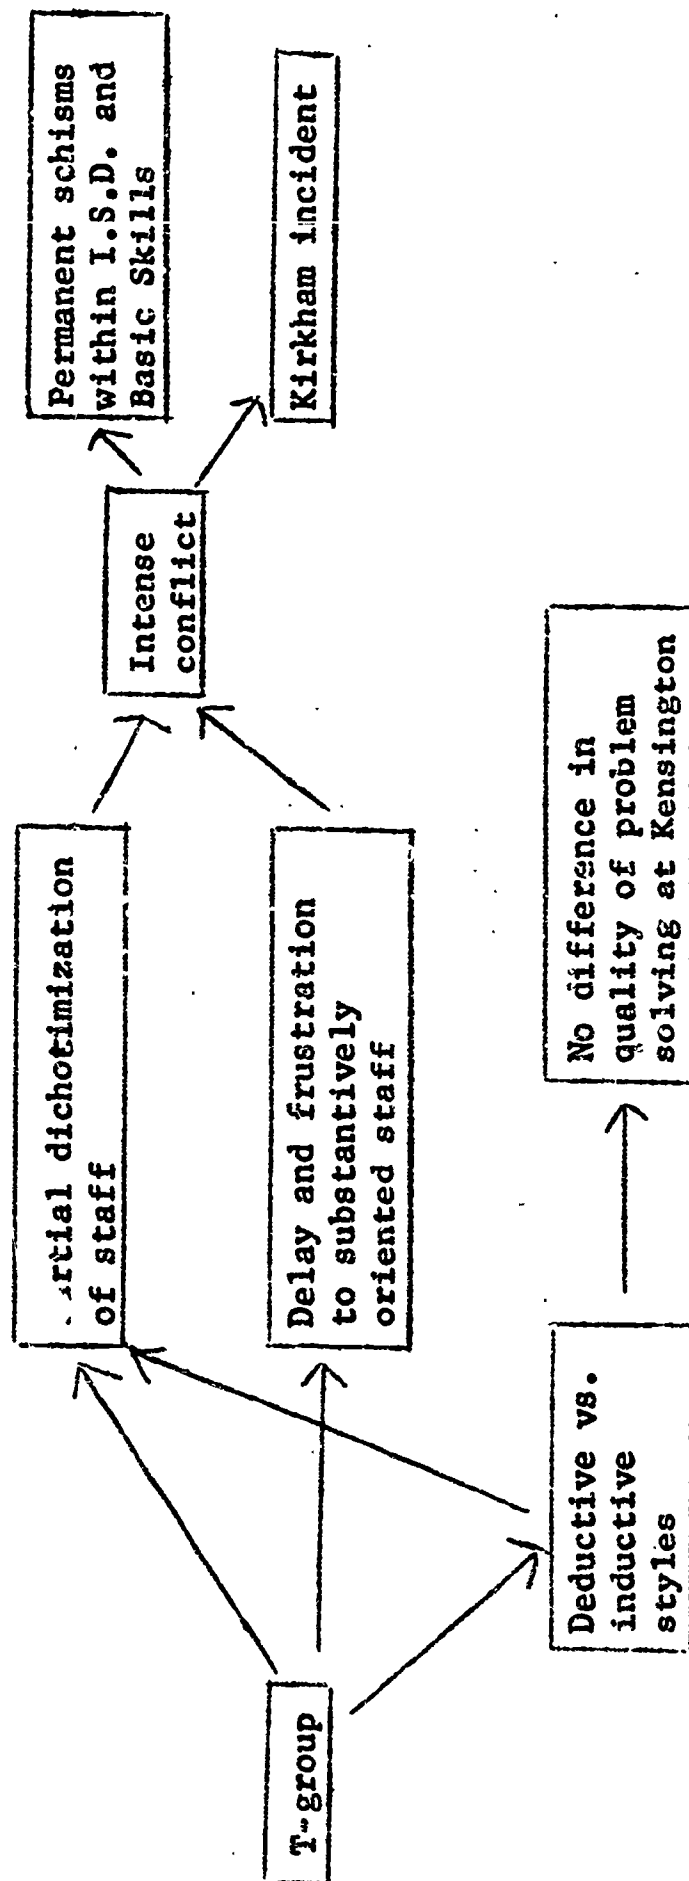 T-group
rtial dichotimization
of staff
Delay and frustration
to substantively
oriented staff
Deductive vs.
inductive
styles
Intense
conflict
No difference in
quality of problem
solving at Kensington
Permanent schisms
within I.S.D. and
Basic Skills
Kirkham incident